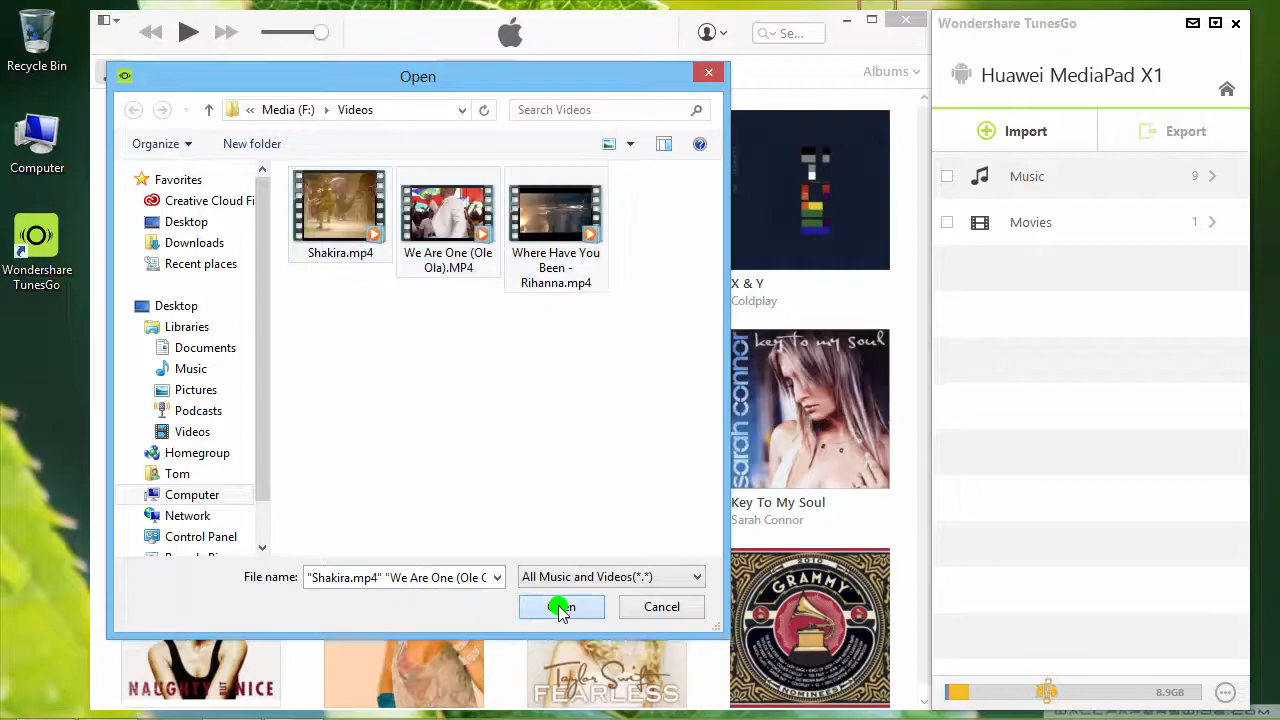 Recycle Bin
Computer
Wondershare
TunesGo
Se...
Albums
Open
« Media (F:) Videos
Search Videos
Organize
New folder
Favorites
Creative Cloud Fi
Desktop
Downloads
Recent places
Desktop
Libraries
Documents
Music
Pictures
Podcasts
Videos
Homegroup
Tom
Computer
Network
Control Panel
Shakira.mp4
We Are One (Ole
Ola).MP4
Where Have You
Been -
Rihanna.mp4
File name:
"Shakira.mp4" "We Are One (Ole O
All Music and Videos(*.*)
Cancel
X & Y
Coldplay
key to my soul
sarah connor
Key To My Soul
Sarah Connor
2010
GRAMMY
NOMINEES
NAUGHTY NICE
Taylor Swift
FEARLESS
Wondershare TunesGo
Huawei MediaPad X1
Import
Export
Music 9
Movies 1
8.9GB